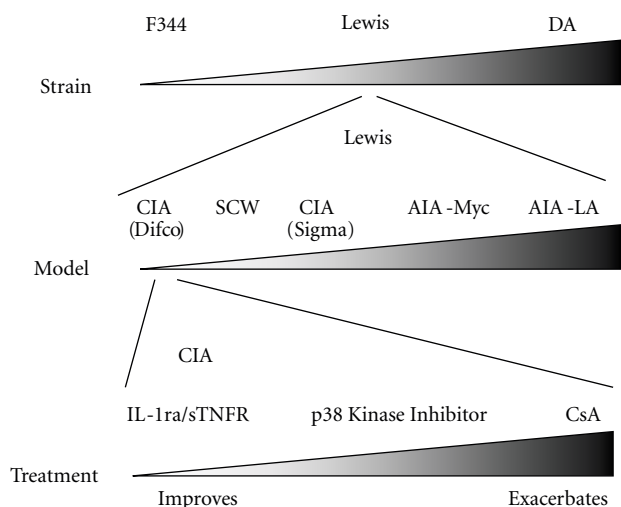 F344 Lewis DA
Strain
Lewis
CIA (Difco) SCW CIA (Sigma) AIA -Myc AIA -LA
Model
CIA
IL-1ra/sTNFR p38 Kinase Inhibitor CsA
Treatment
Improves Exacerbates